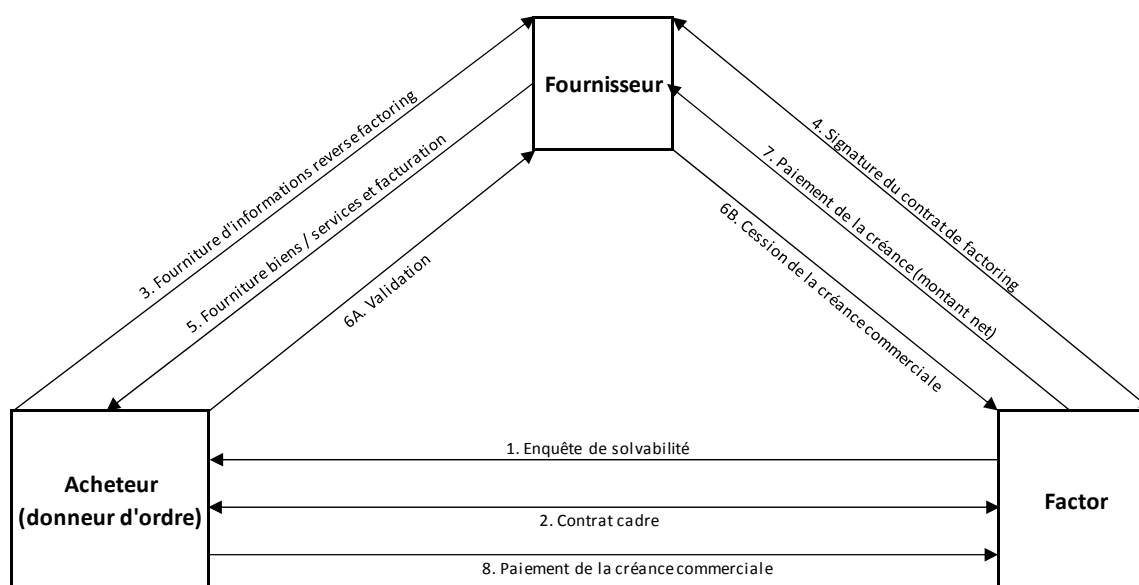 Fournisseur
3. Fourniture d'informations reverse factoring
5. Fourniture biens / services et facturation
6A. Validation
4. Signature du contrat de factoring
7. Paiement de la créance (montant net)
6B. Cession de la créance commerciale
Acheteur
(donneur d'ordre)
1. Enquête de solvabilité
2. Contrat cadre
8. Paiement de la créance commerciale
Factor